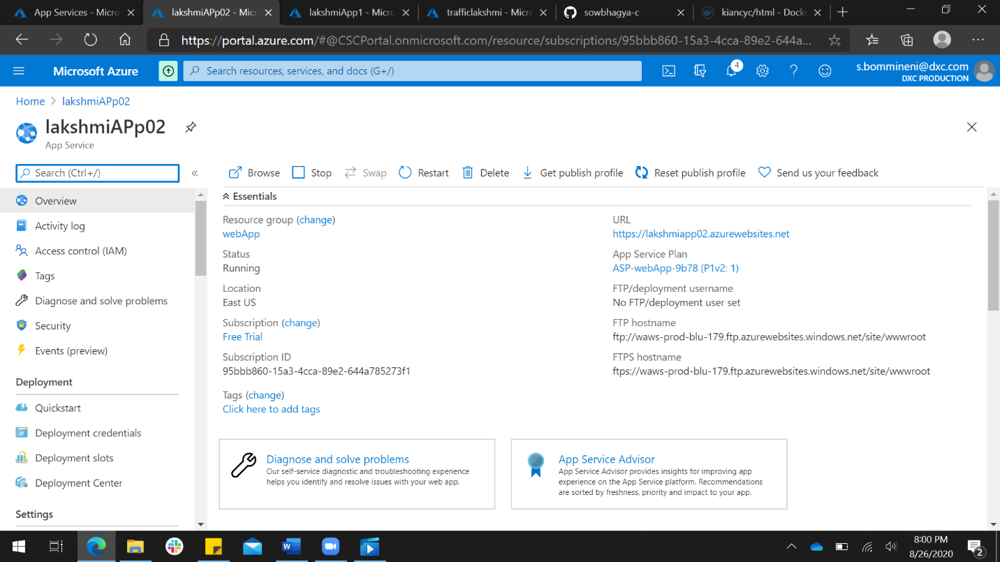 App Services - Micro
lakshmiAPp02 - Micr
lakshmiApp1 - Micro
trafficlakshmi - Micro
sowbhagya-c
kiancyc/html - Docke
https://portal.azure.com/#@CSCPortal.onmicrosoft.com/resource/subscriptions/95bbb860-15a3-4cca-89e2-644a...
Microsoft Azure
Search resources, services, and docs (G+/)
4
s.bommineni@dxc.com
DXC PRODUCTION
Home > lakshmiAPp02
lakshmiAPp02
App Service
Search (Ctrl+/)
«
Browse
Stop
Swap
Restart
Delete
Get publish profile
Reset publish profile
Send us your feedback
Overview
Activity log
Access control (IAM)
Tags
Diagnose and solve problems
Security
Events (preview)
Deployment
Quickstart
Deployment credentials
Deployment slots
Deployment Center
Settings
Essentials
Resource group (change)
webApp
Status
Running
Location
East US
Subscription (change)
Free Trial
Subscription ID
95bbb860-15a3-4cca-89e2-644a785273f1
Tags (change)
Click here to add tags
URL
https://lakshmiapp02.azurewebsites.net
App Service Plan
ASP-webApp-9b78 (P1v2: 1)
FTP/deployment username
No FTP/deployment user set
FTP hostname
ftp://waws-prod-blu-179.ftp.azurewebsites.windows.net/site/wwwroot
FTPS hostname
ftps://waws-prod-blu-179.ftp.azurewebsites.windows.net/site/wwwroot
Diagnose and solve problems
Our self-service diagnostic and troubleshooting experience
helps you identify and resolve issues with your web app.
App Service Advisor
App Service Advisor provides insights for improving app
experience on the App Service platform. Recommendations
are sorted by freshness, priority and impact to your app.
8:00 PM
8/26/2020
2